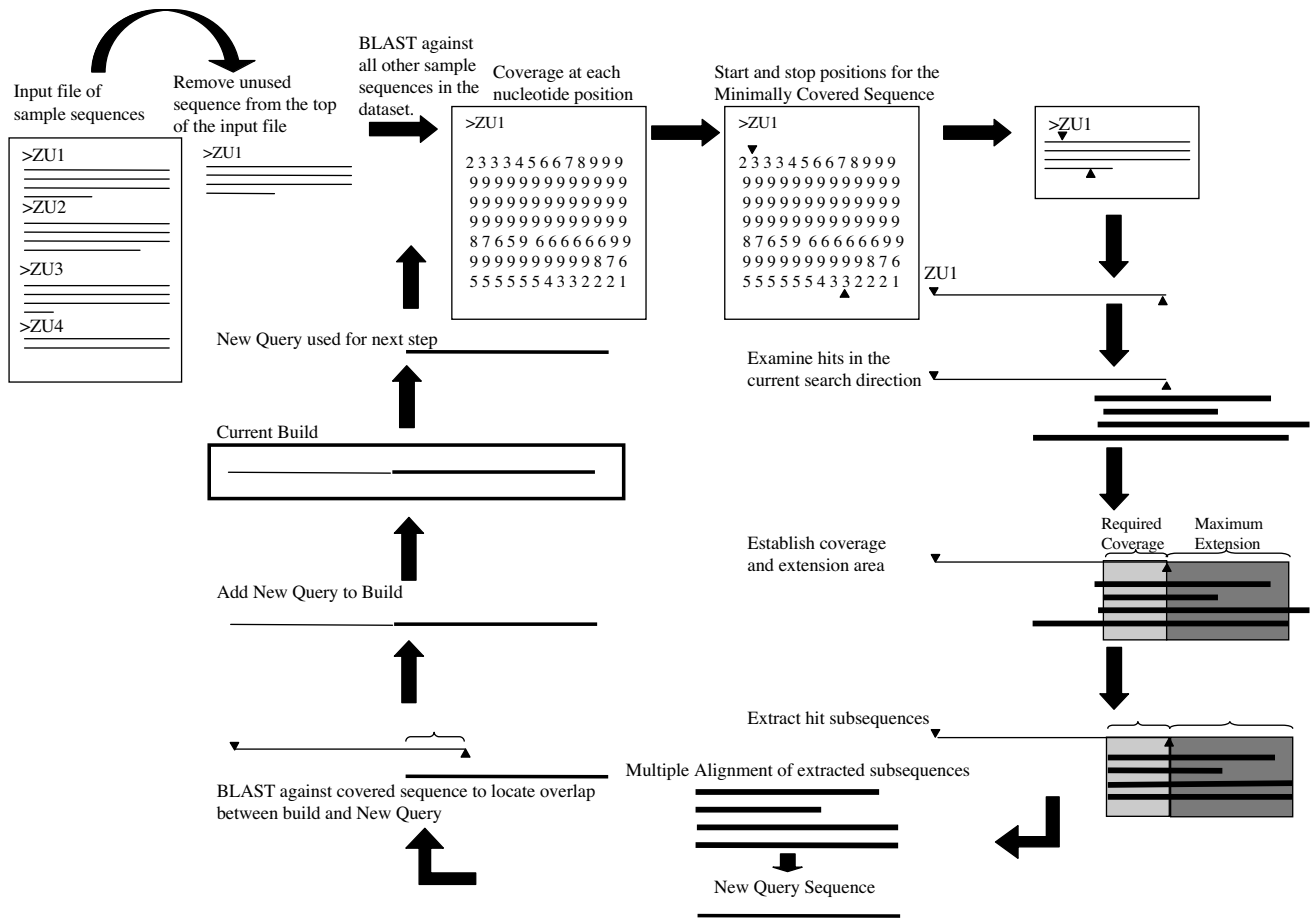 Input file of
sample sequences
>ZU1
>ZU2
>ZU3
>ZU4
Remove unused
sequence from the top
of the input file
>ZU1
BLAST against
all other sample
sequences in the
dataset.
Coverage at each
nucleotide position
>ZU1
2 3 3 3 4 5 6 6 7 8 9 9 9
9 9 9 9 9 9 9 9 9 9 9 9 9
9 9 9 9 9 9 9 9 9 9 9 9 9
9 9 9 9 9 9 9 9 9 9 9 9 9
8 7 6 5 9 6 6 6 6 6 6 9 9
9 9 9 9 9 9 9 9 9 9 8 7 6
5 5 5 5 5 5 4 3 3 2 2 2 1
Start and stop positions for the
Minimally Covered Sequence
>ZU1
2 3 3 3 4 5 6 6 7 8 9 9 9
9 9 9 9 9 9 9 9 9 9 9 9 9
9 9 9 9 9 9 9 9 9 9 9 9 9
9 9 9 9 9 9 9 9 9 9 9 9 9
8 7 6 5 9 6 6 6 6 6 6 9 9
9 9 9 9 9 9 9 9 9 9 8 7 6
5 5 5 5 5 5 4 3 3 2 2 2 1
>ZU1
ZU1
Examine hits in the
current search direction
Required
Coverage
Maximum
Extension
Establish coverage
and extension area
Extract hit subsequences
Multiple Alignment of extracted subsequences
New Query Sequence
BLAST against covered sequence to locate overlap
between build and New Query
Add New Query to Build
Current Build
New Query used for next step